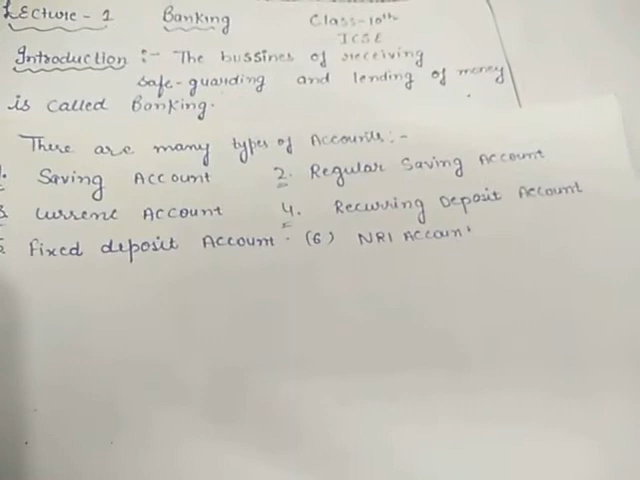 Lecture - 1 Banking Class-10th
ICSE
Introduction :- The bussines of receiving
safe-guarding and lending of money
is called Banking.
There are many types of Accounts:-
1. Saving Account 2. Regular Saving Account
3. Current Account 4. Recurring Deposit Account
5. Fixed deposit Account. (6) NRI Account